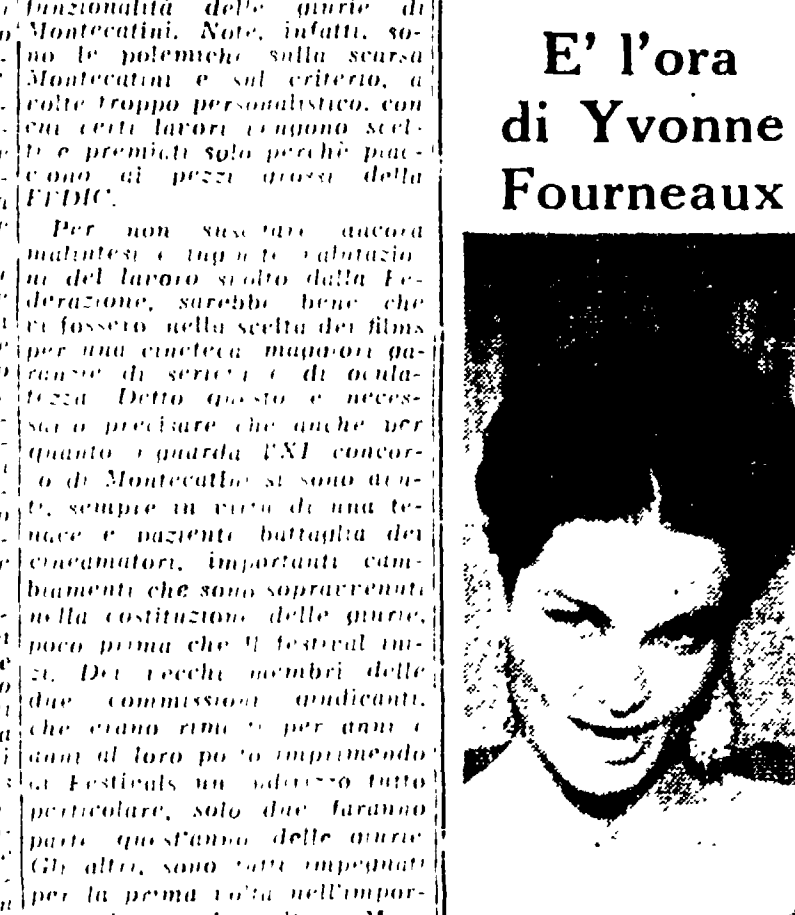 funzionalità delle giurie di
Montecatini. Note, infatti, so-
no le polemiche sulla scarsa
Montecatini e sul criterio, a
volte troppo personalistico, con
cui certi lavori vengono scel-
ti e premiati solo perchè piac-
ciono ai pezzi grossi della
FEDIC.
Per non suscitare ancora
malintesi e valutazio-
ni del lavoro svolto dalla Fe-
derazione, sarebbe bene che
vi fossero nella scelta dei films
per una cineteca maggiori ga-
ranzie di serietà e di ocula-
tezza Detto questo e neces-
sario precisare che anche per
quanto riguarda l'XI concor-
so di Montecatini si sono avu-
ti, sempre in virtù di una te-
nace e paziente battaglia dei
cineamatori, importanti cam-
biamenti che sono sopravvenuti
nella costituzione delle giurie,
poco prima che il festival ini-
zi. Dei vecchi membri delle
due commissioni giudicanti,
che erano rimasti per anni e
anni al loro posto imprimendo
ai Festivals un indirizzo tutto
particolare, solo due faranno
parte quest'anno delle giurie
Gli altri, sono tutti impegnati
per la prima volta nell'impor-
E' l'ora
di Yvonne
Fourneaux